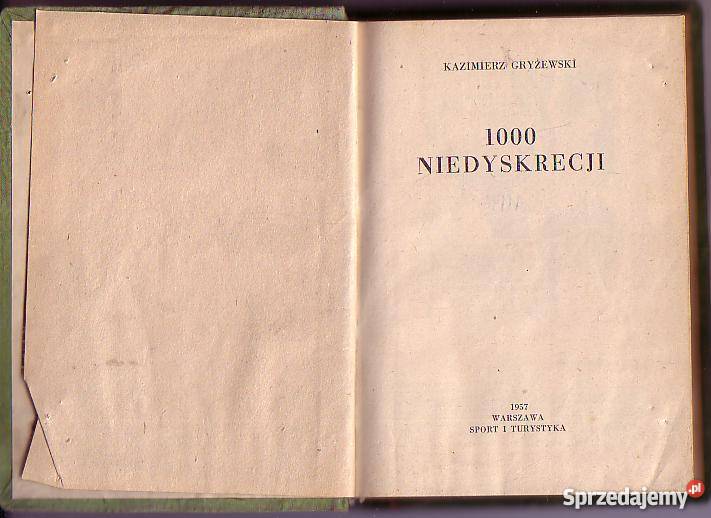 KAZIMIERZ GRYŻEWSKI
1000
NIEDYSKRECJI
1957
WARSZAWA
SPORT I TURYSTYKA
Sprzedajemy.pl